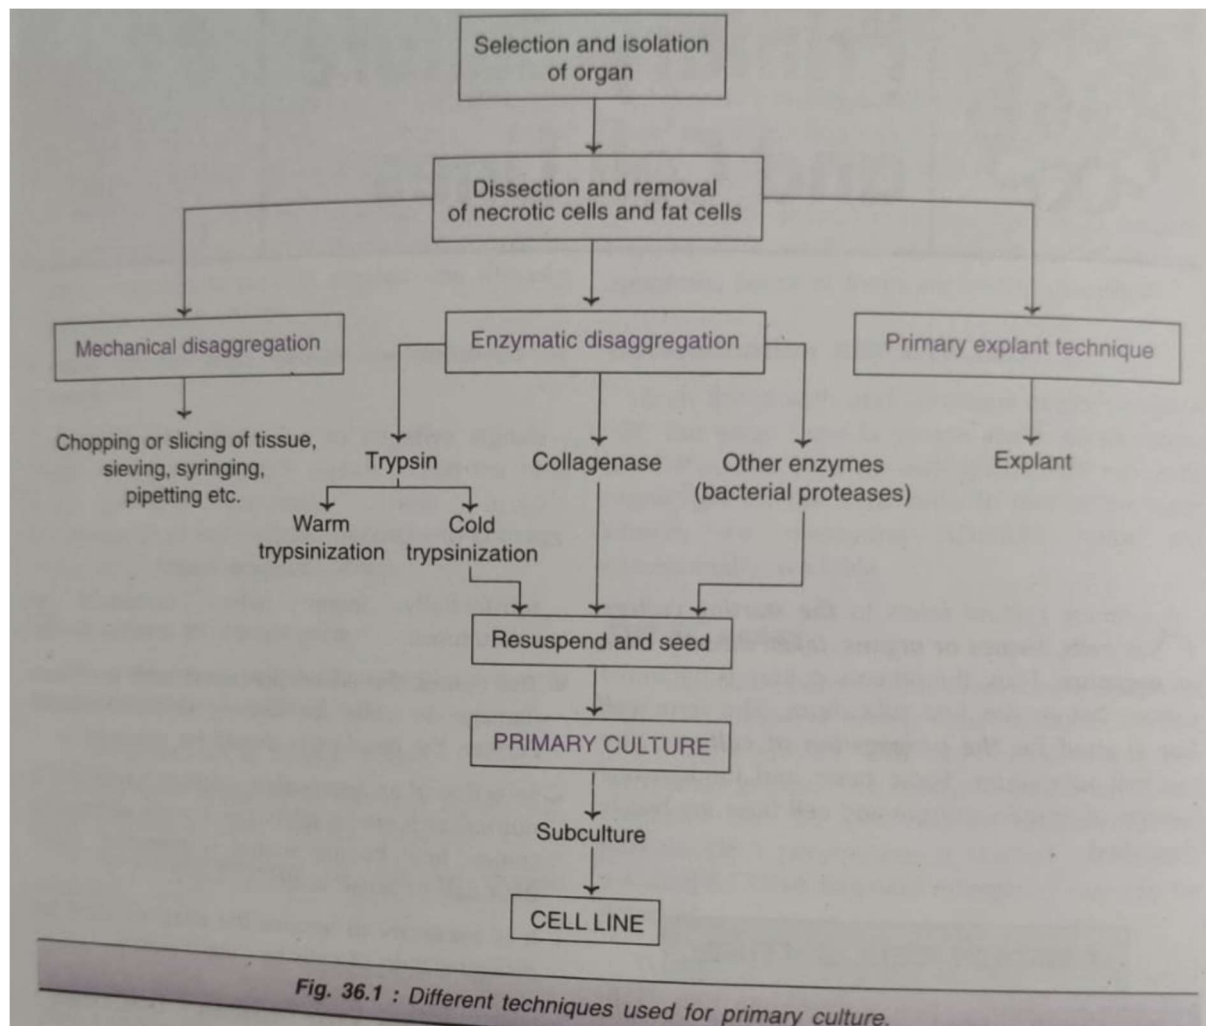 Selection and isolation
of organ
Dissection and removal
of necrotic cells and fat cells
Mechanical disaggregation
Enzymatic disaggregation
Primary explant technique
Chopping or slicing of tissue,
sieving, syringing,
pipetting etc.
Trypsin
Collagenase
Other enzymes
(bacterial proteases)
Explant
Warm
trypsinization
Cold
trypsinization
Resuspend and seed
PRIMARY CULTURE
Subculture
CELL LINE
Fig. 36.1 : Different techniques used for primary culture.